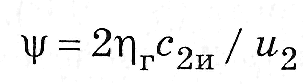 ψ = 2η_г c_2и / u_2